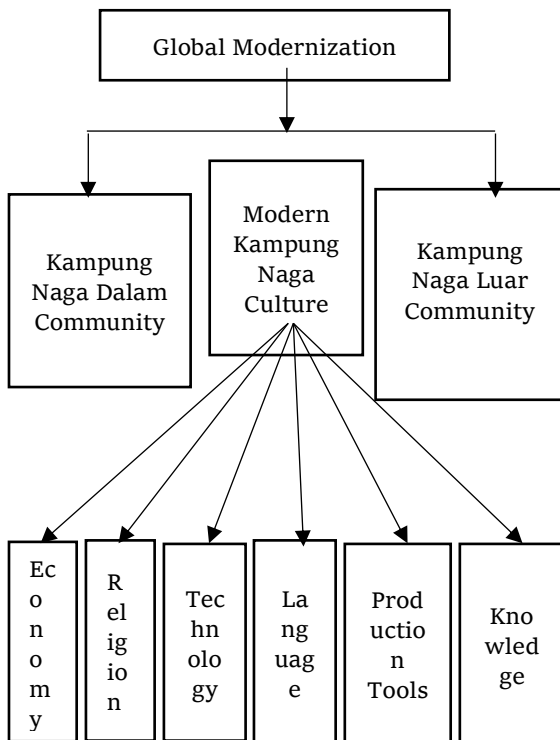 Global Modernization
Kampung
Naga Dalam
Community
Modern
Kampung
Naga
Culture
Kampung
Naga Luar
Community
Ec
o
n
o
m
y
R
el
ig
io
n
Tec
hn
olo
gy
La
ng
uag
e
Prod
uctio
n
Tools
Kno
wled
ge